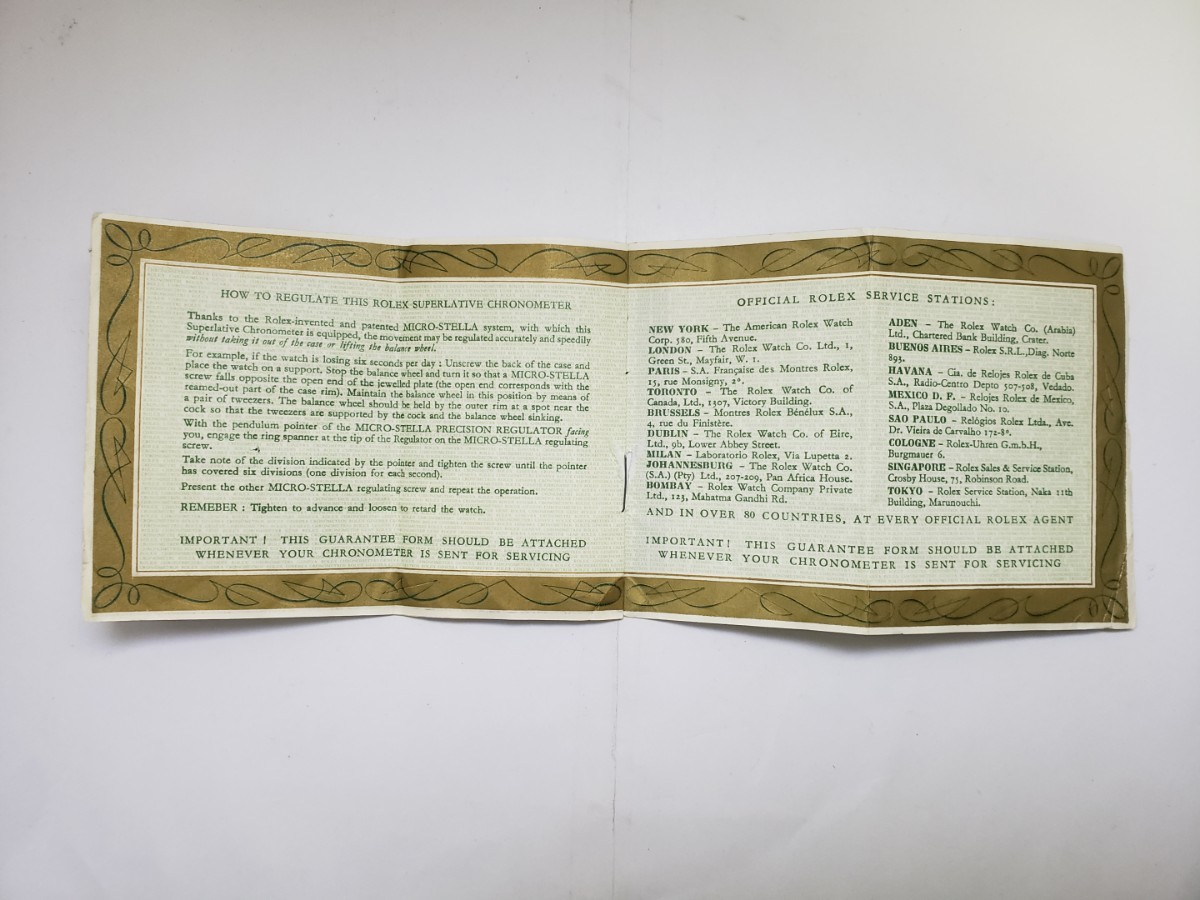 HOW TO REGULATE THIS ROLEX SUPERLATIVE CHRONOMETER
Thanks to the Rolex-invented and patented MICRO-STELLA system, with which this
Superlative Chronometer is equipped, the movement may be regulated accurately and speedily
without taking it out of the case or lifting the balance wheel.
For example, if the watch is losing six seconds per day : Unscrew the back of the case and
place the watch on a support. Stop the balance wheel and turn it so that a MICRO-STELLA
screw falls opposite the open end of the jewelled plate (the open end corresponds with the
reamed-out part of the case rim). Maintain the balance wheel in this position by means of
a pair of tweezers. The balance wheel should be held by the outer rim at a spot near the
cock so that the tweezers are supported by the cock and the balance wheel sinking.
With the pendulum pointer of the MICRO-STELLA PRECISION REGULATOR facing
you, engage the ring spanner at the tip of the Regulator on the MICRO-STELLA regulating
screw.
Take note of the division indicated by the pointer and tighten the screw until the pointer
has covered six divisions (one division for each second).
Present the other MICRO-STELLA regulating screw and repeat the operation.
REMEBER : Tighten to advance and loosen to retard the watch.
IMPORTANT ! THIS GUARANTEE FORM SHOULD BE ATTACHED
WHENEVER YOUR CHRONOMETER IS SENT FOR SERVICING
OFFICIAL ROLEX SERVICE STATIONS:
NEW YORK – The American Rolex Watch
Corp. 580, Fifth Avenue.
LONDON – The Rolex Watch Co. Ltd., 1,
Green St., Mayfair, W. 1.
PARIS – S.A. Française des Montres Rolex,
15, rue Monsigny, 2e.
TORONTO – The Rolex Watch Co. of
Canada, Ltd., 1507, Victory Building.
BRUSSELS – Montres Rolex Bénélux S.A.,
4, rue du Finistère.
DUBLIN – The Rolex Watch Co. of Eire,
Ltd., 9b, Lower Abbey Street.
MILAN – Laboratorio Rolex, Via Lupetta 2.
JOHANNESBURG – The Rolex Watch Co.
(S.A.) (Pty) Ltd., 207-209, Pan Africa House.
BOMBAY – Rolex Watch Company Private
Ltd., 123, Mahatma Gandhi Rd.
ADEN – The Rolex Watch Co. (Arabia)
Ltd., Chartered Bank Building, Crater.
BUENOS AIRES – Rolex S.R.L., Diag. Norte
893.
HAVANA – Cia. de Relojes Rolex de Cuba
S.A., Radio-Centro Depto 507-508, Vedado.
MEXICO D. F. – Relojes Rolex de Mexico,
S.A., Plaza Degollado No. 10.
SAO PAULO – Relógios Rolex Ltda., Ave.
Dr. Vieira de Carvalho 172-8º.
COLOGNE – Rolex-Uhren G.m.b.H.,
Burgmauer 6.
SINGAPORE – Rolex Sales & Service Station,
Crosby House, 75, Robinson Road.
TOKYO – Rolex Service Station, Naka 11th
Building, Marunouchi.
AND IN OVER 80 COUNTRIES, AT EVERY OFFICIAL ROLEX AGENT
IMPORTANT! THIS GUARANTEE FORM SHOULD BE ATTACHED
WHENEVER YOUR CHRONOMETER IS SENT FOR SERVICING